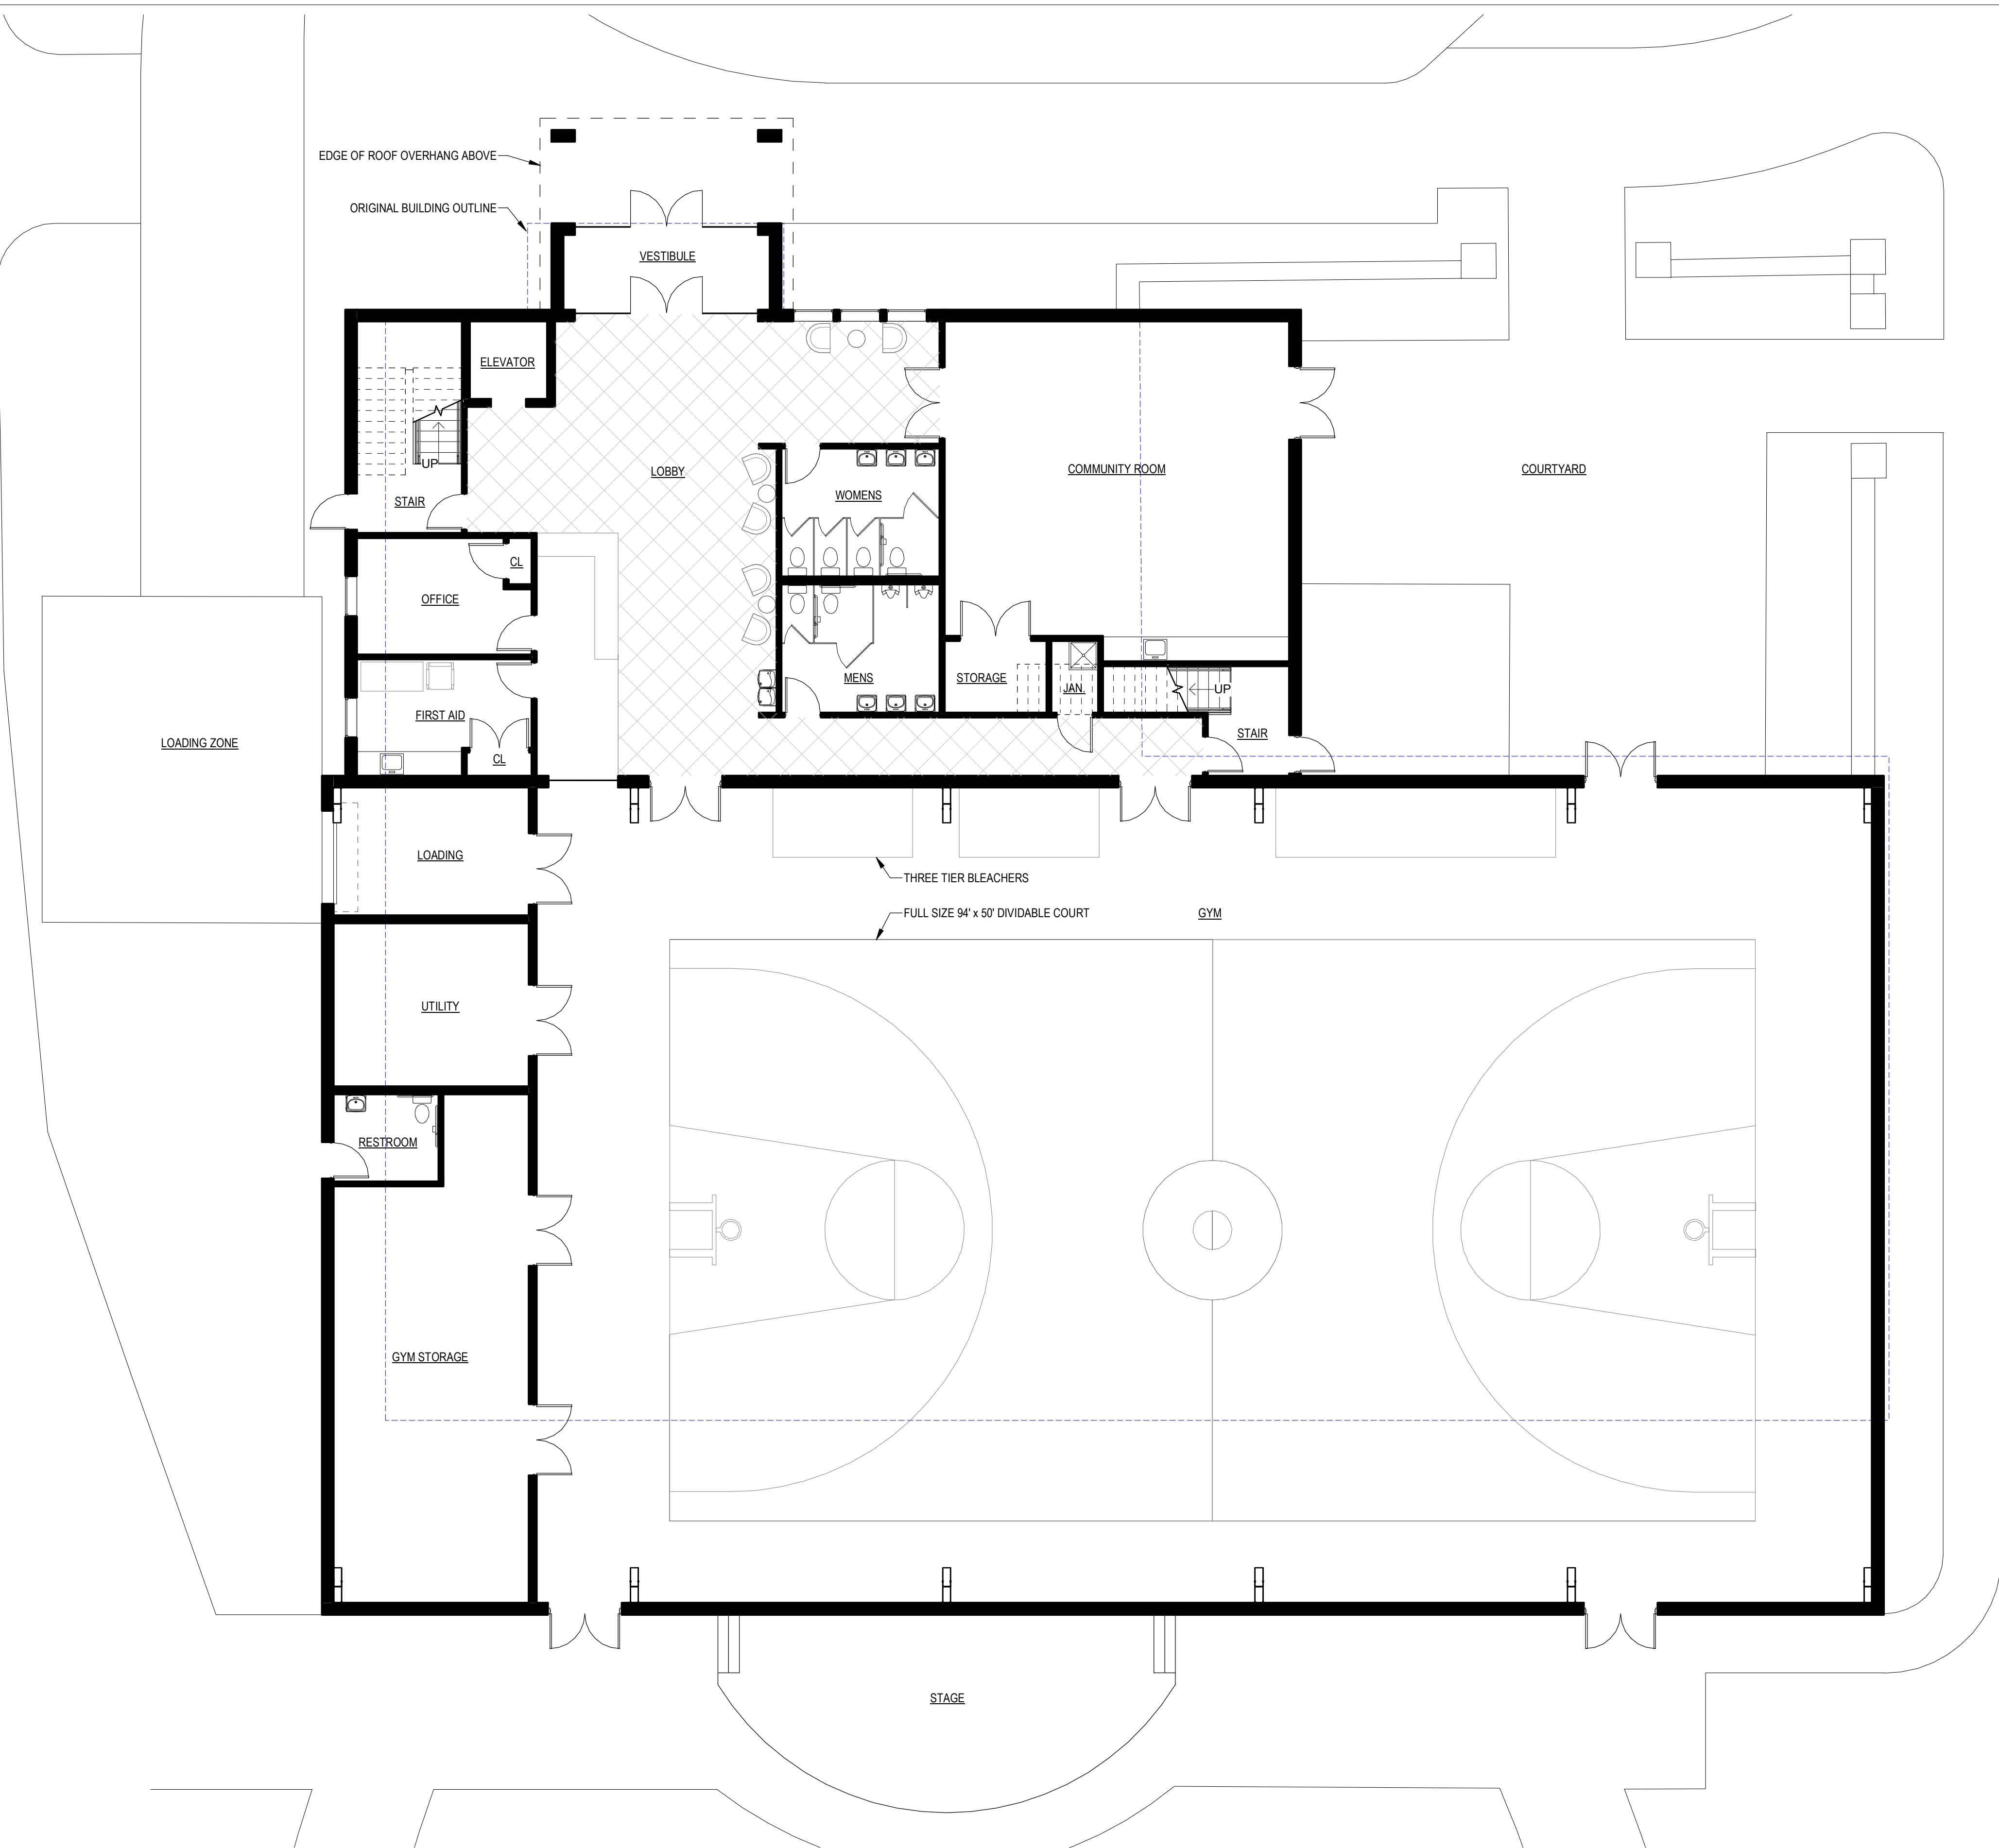 EDGE OF ROOF OVERHANG ABOVE
ORIGINAL BUILDING OUTLINE
VESTIBULE
ELEVATOR
UP
STAIR
LOBBY
WOMENS
COMMUNITY ROOM
COURTYARD
CL
OFFICE
MENS
STORAGE
JAN.
UP
STAIR
FIRST AID
CL
LOADING ZONE
LOADING
THREE TIER BLEACHERS
FULL SIZE 94' x 50' DIVIDABLE COURT
GYM
UTILITY
RESTROOM
GYM STORAGE
STAGE